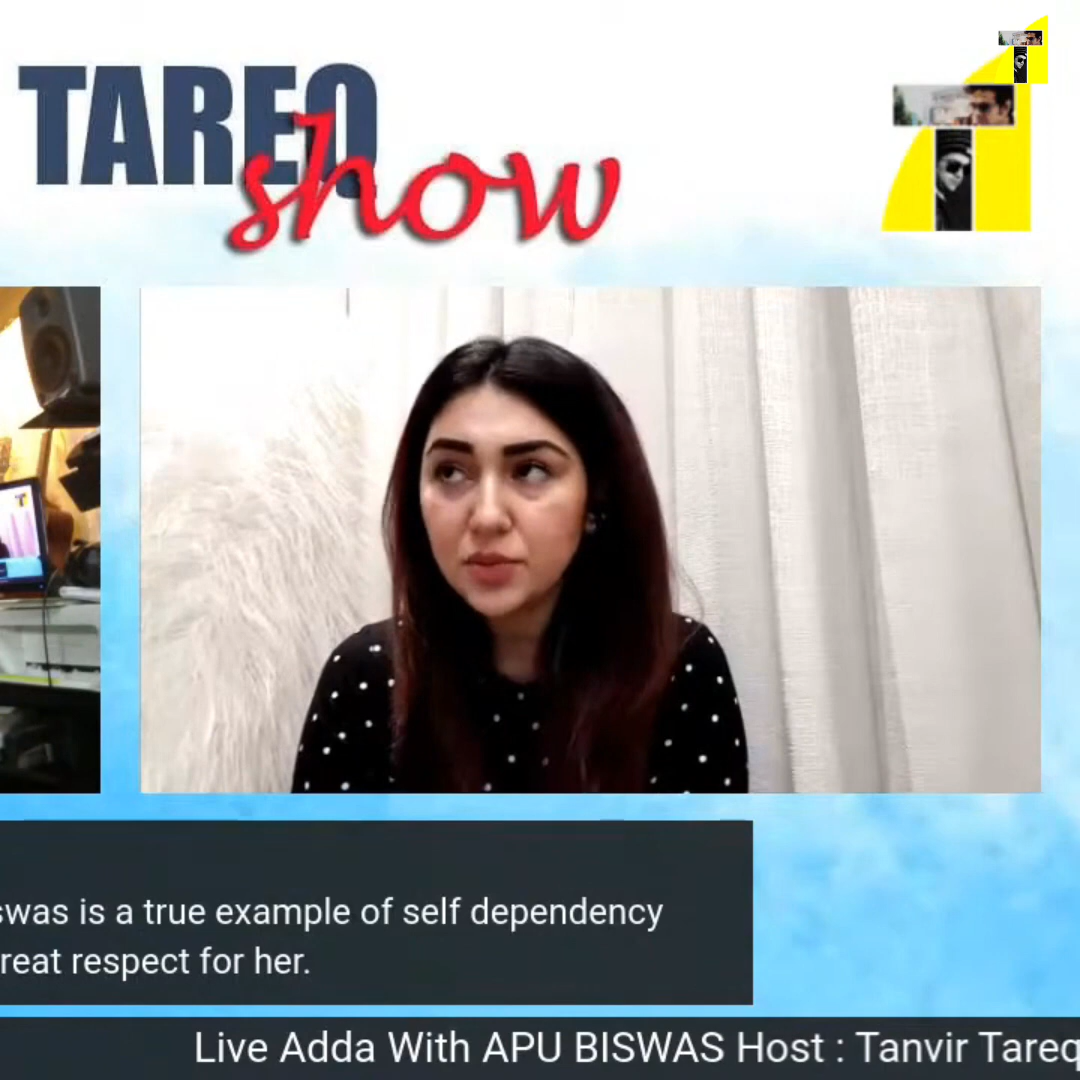 TAREQ
show
swas is a true example of self dependency
reat respect for her.
Live Adda With APU BISWAS Host : Tanvir Tareq